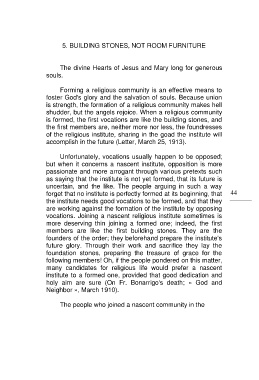 5. BUILDING STONES, NOT ROOM FURNITURE
The divine Hearts of Jesus and Mary long for generous
souls.
Forming a religious community is an effective means to
foster God's glory and the salvation of souls. Because union
is strength, the formation of a religious community makes hell
shudder, but the angels rejoice. When a religious community
is formed, the first vocations are like the building stones, and
the first members are, neither more nor less, the foundresses
of the religious institute, sharing in the goad the institute will
accomplish in the future (Letter, March 25, 1913).
Unfortunately, vocations usually happen to be opposed;
but when it concerns a nascent institute, opposition is more
passionate and more arrogant through various pretexts such
as saying that the institute is not yet formed, that its future is
uncertain, and the like. The people arguing in such a way
forget that no institute is perfectly formed at its beginning, that
44
the institute needs good vocations to be formed, and that they
are working against the formation of the institute by opposing
vocations. Joining a nascent religious institute sometimes is
more deserving than joining a formed one; indeed, the first
members are like the first building stones. They are the
founders of the order; they beforehand prepare the institute's
future glory. Through their work and sacrifice they lay the
foundation stones, preparing the treasure of grace for the
following members! Oh, if the people pondered on this matter,
many candidates for religious life would prefer a nascent
institute to a formed one, provided that good dedication and
holy aim are sure (On Fr. Bonarrigo's death; « God and
Neighbor », March 1910).
The people who joined a nascent community in the